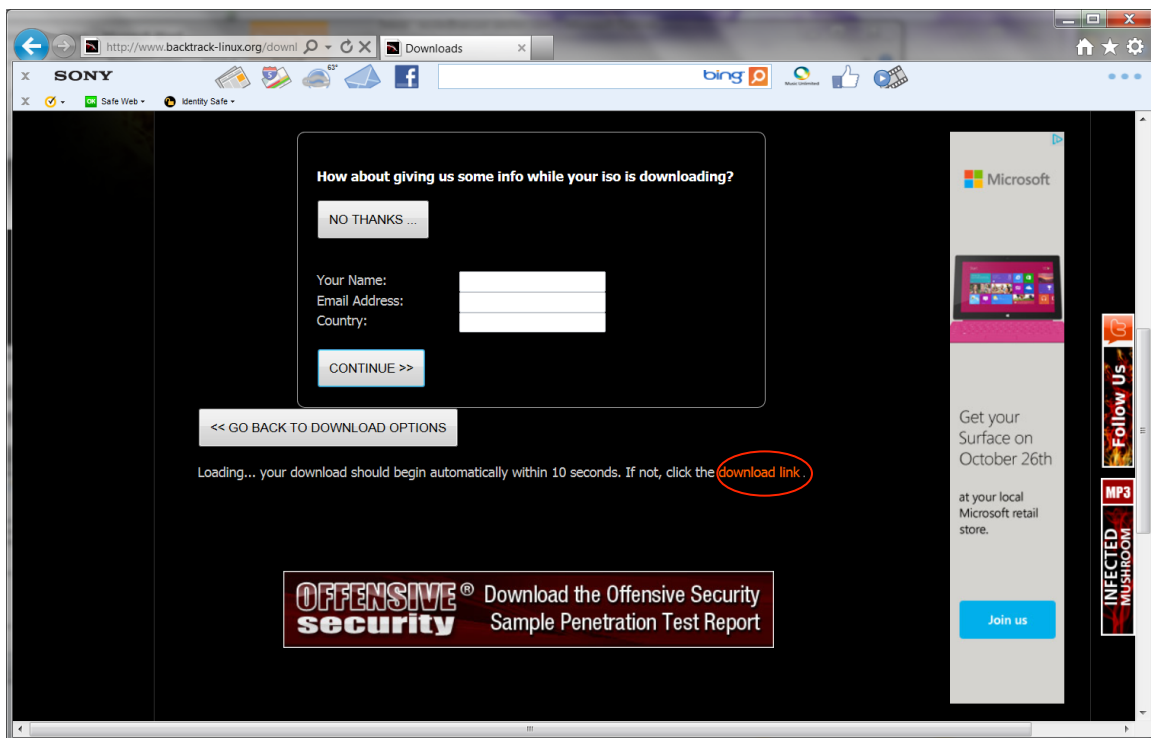 http://www.backtrack-linux.org/downl
Downloads
x SONY
63°
bing
Music Unlimited
x
OK Safe Web
Identity Safe
How about giving us some info while your iso is downloading?
NO THANKS ...
Your Name:
Email Address:
Country:
CONTINUE >>
<< GO BACK TO DOWNLOAD OPTIONS
Loading... your download should begin automatically within 10 seconds. If not, click the download link .
OFFENSIVE® security
Download the Offensive Security
Sample Penetration Test Report
Microsoft
Get your
Surface on
October 26th
at your local
Microsoft retail
store.
Join us
Follow Us
MP3
INFECTED
MUSHROOM